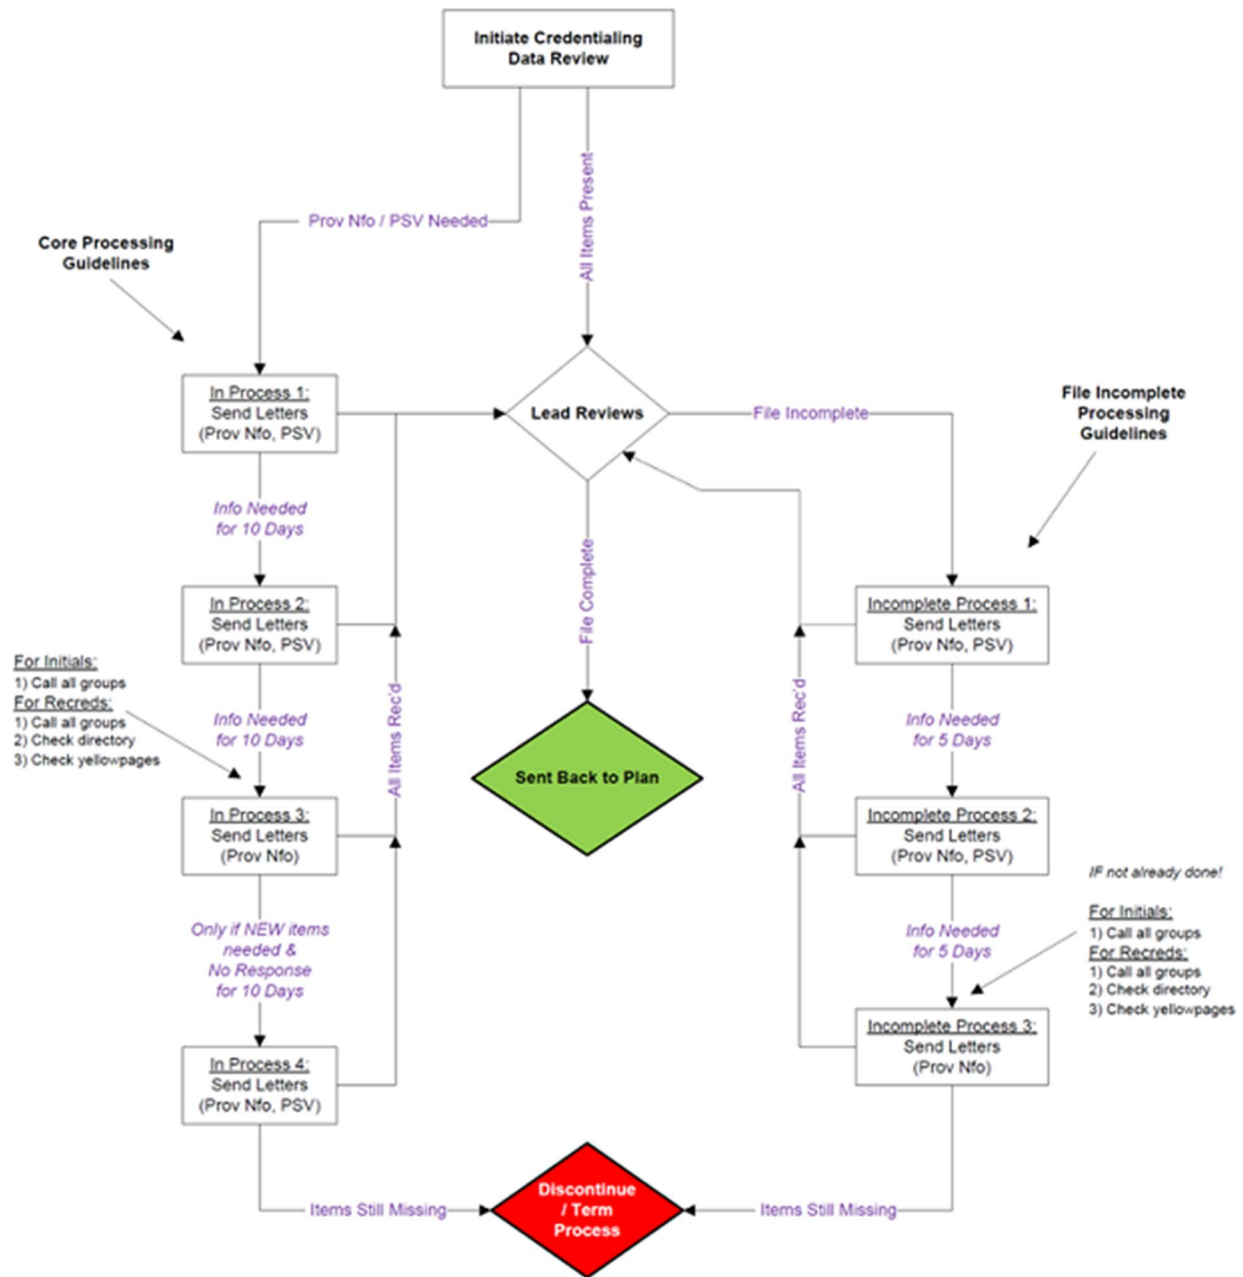 Initiate Credentialing
Data Review
Prov Nfo / PSV Needed
All Items Present
Core Processing
Guidelines
In Process 1:
Send Letters
(Prov Nfo, PSV)
Lead Reviews
File Incomplete
File Incomplete
Processing
Guidelines
Info Needed
for 10 Days
File Complete
In Process 2:
Send Letters
(Prov Nfo, PSV)
Incomplete Process 1:
Send Letters
(Prov Nfo, PSV)
For Initials:
1) Call all groups
For Recreds:
1) Call all groups
2) Check directory
3) Check yellowpages
Info Needed
for 10 Days
All Items Rec'd
Sent Back to Plan
All Items Rec'd
Info Needed
for 5 Days
In Process 3:
Send Letters
(Prov Nfo)
Incomplete Process 2:
Send Letters
(Prov Nfo, PSV)
IF not already done!
For Initials:
1) Call all groups
For Recreds:
1) Call all groups
2) Check directory
3) Check yellowpages
Only if NEW items
needed &
No Response
for 10 Days
Info Needed
for 5 Days
In Process 4:
Send Letters
(Prov Nfo, PSV)
Incomplete Process 3:
Send Letters
(Prov Nfo)
Items Still Missing
Discontinue
/ Term
Process
Items Still Missing